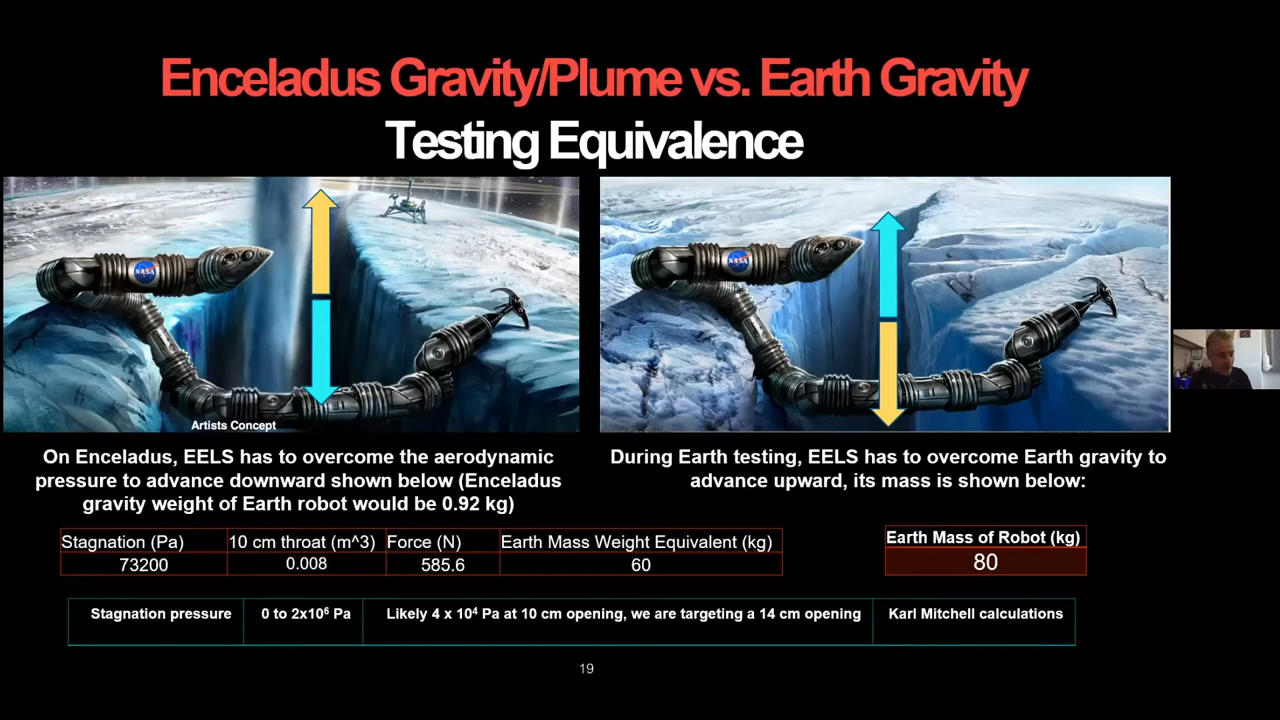 Enceladus Gravity/Plume vs. Earth Gravity
Testing Equivalence
NASA
Artists Concept
NASA
On Enceladus, EELS has to overcome the aerodynamic
pressure to advance downward shown below (Enceladus
gravity weight of Earth robot would be 0.92 kg)
During Earth testing, EELS has to overcome Earth gravity to
advance upward, its mass is shown below:
Stagnation (Pa) 10 cm throat (m^3) Force (N) Earth Mass Weight Equivalent (kg)
73200 0.008 585.6 60
Earth Mass of Robot (kg)
80
Stagnation pressure 0 to 2x10⁶ Pa Likely 4 x 10⁴ Pa at 10 cm opening, we are targeting a 14 cm opening Karl Mitchell calculations
19